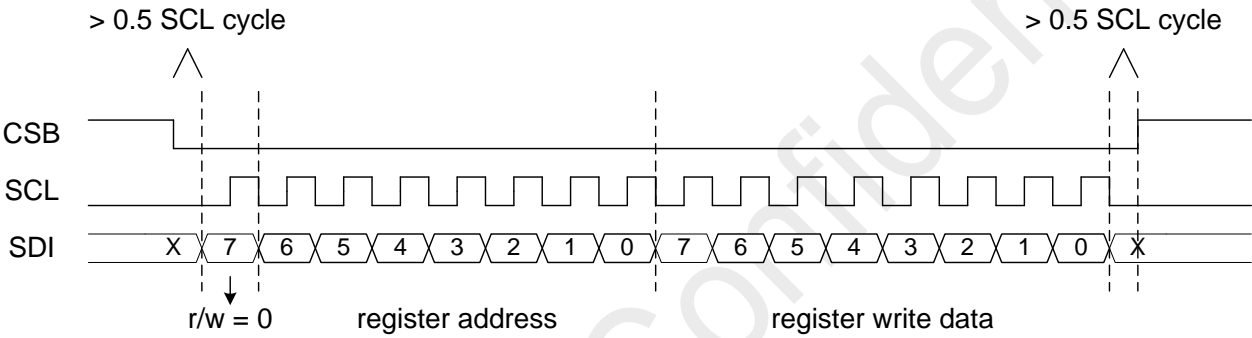 > 0.5 SCL cycle > 0.5 SCL cycle
CSB
SCL
SDI X 7 6 5 4 3 2 1 0 7 6 5 4 3 2 1 0 X
r/w = 0 register address register write data
Confiden